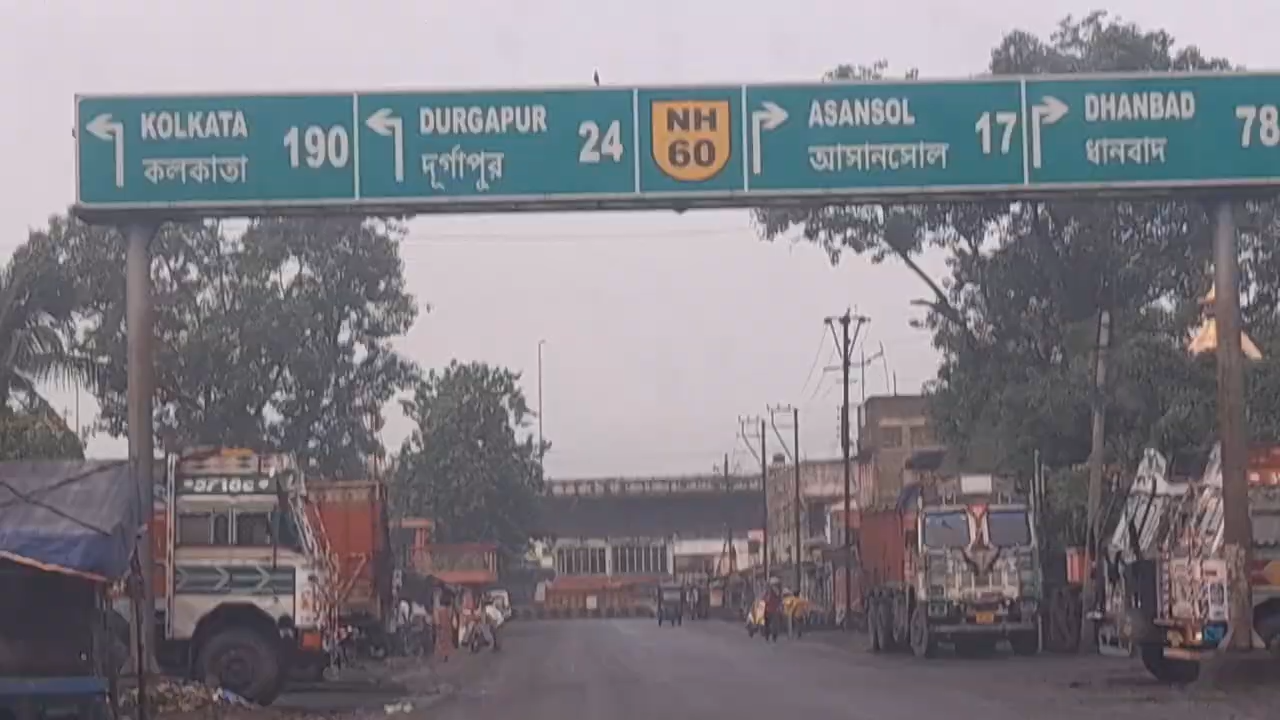 KOLKATA
কলকাতা
190
DURGAPUR
দূর্গাপুর
24
NH
60
ASANSOL
আসানসোল
17
DHANBAD
ধানবাদ
78